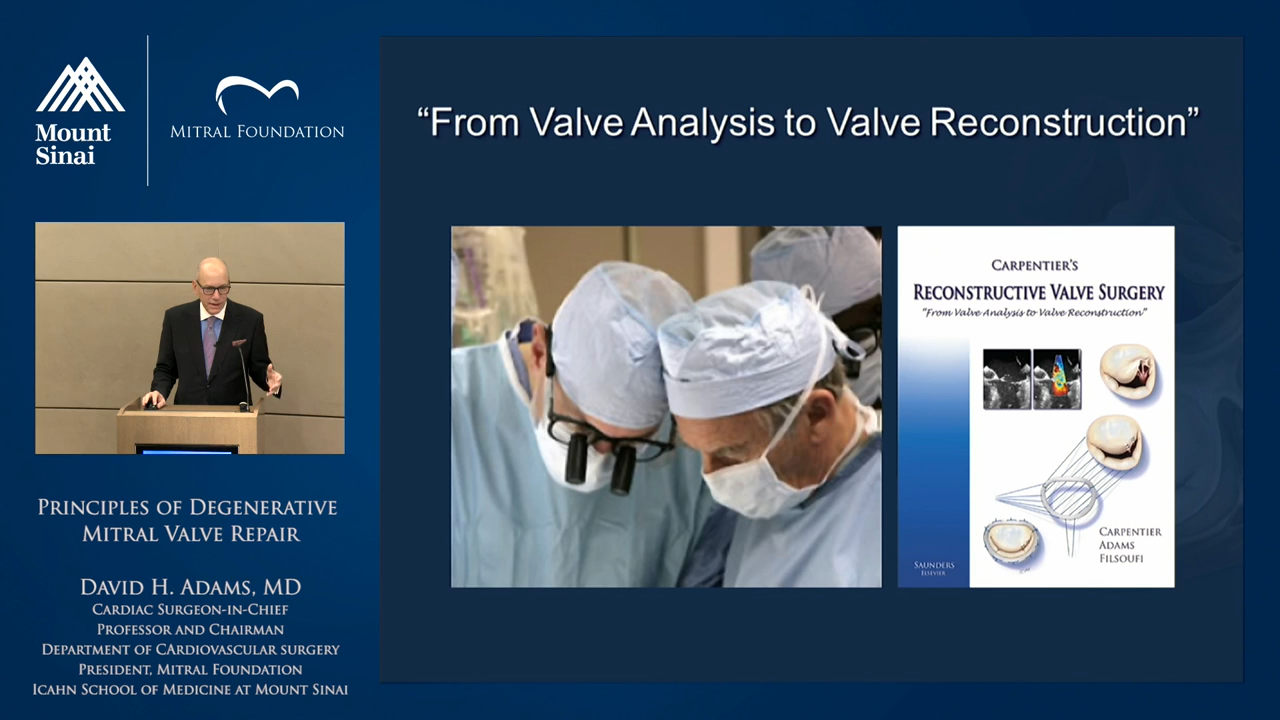 Mount
Sinai
MITRAL FOUNDATION
“From Valve Analysis to Valve Reconstruction”
CARPENTIER'S
RECONSTRUCTIVE VALVE SURGERY
“From Valve Analysis to Valve Reconstruction”
CARPENTIER
ADAMS
FILSOUFI
SAUNDERS
ELSEVIER
PRINCIPLES OF DEGENERATIVE
MITRAL VALVE REPAIR
DAVID H. ADAMS, MD
CARDIAC SURGEON-IN-CHIEF
PROFESSOR AND CHAIRMAN
DEPARTMENT OF CARDIOVASCULAR SURGERY
PRESIDENT, MITRAL FOUNDATION
ICAHN SCHOOL OF MEDICINE AT MOUNT SINAI